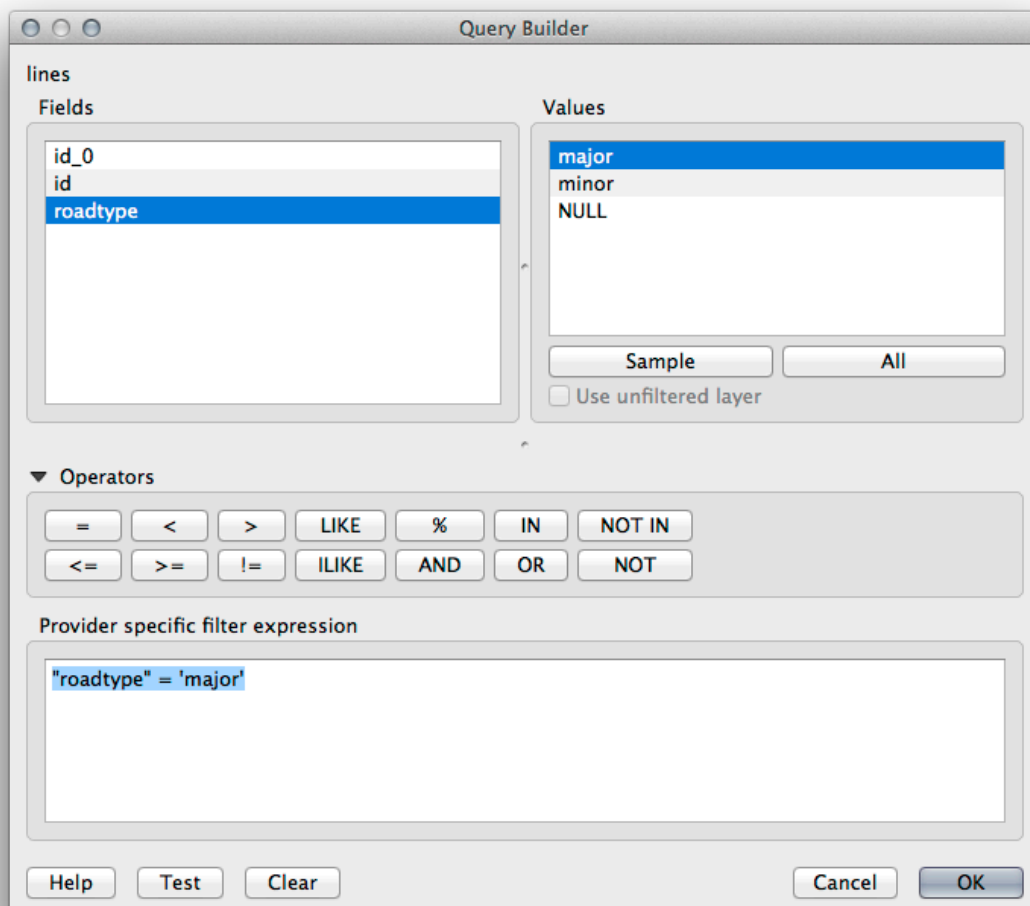 Query Builder
lines
Fields
id_0
id
roadtype
Values
major
minor
NULL
Sample All
Use unfiltered layer
Operators
= < > LIKE % IN NOT IN
<= >= != ILIKE AND OR NOT
Provider specific filter expression
"roadtype" = 'major'
Help Test Clear Cancel OK